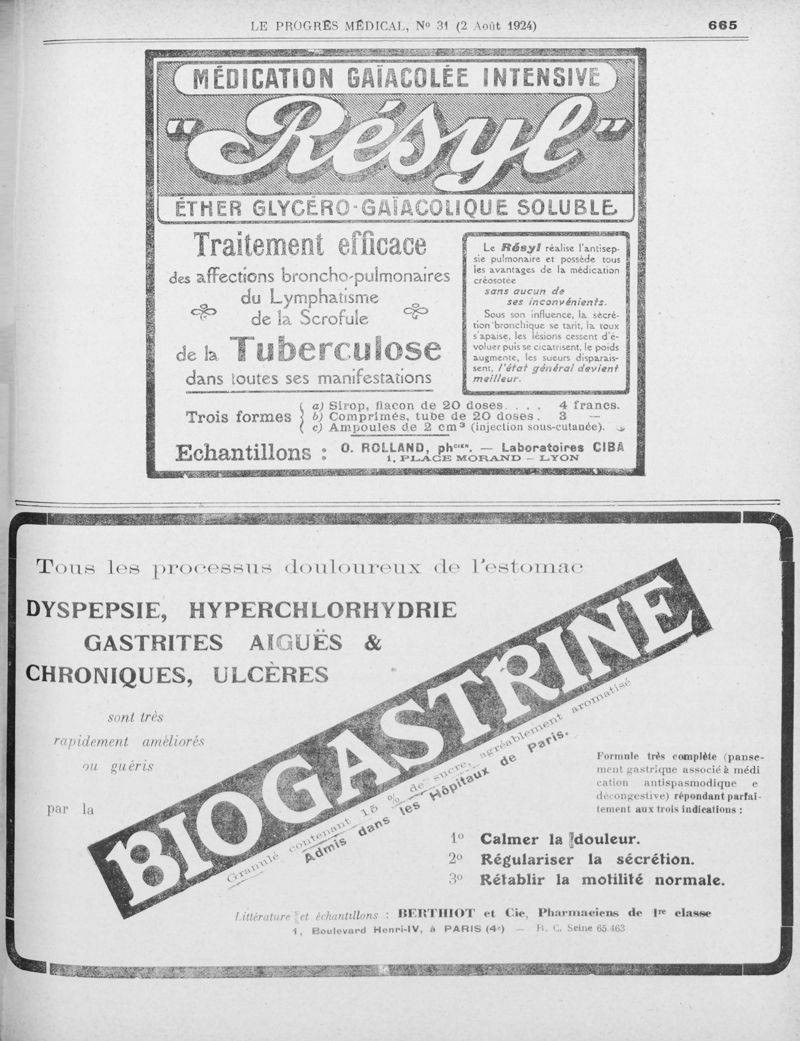 LE PROGRÈS MÉDICAL, No 31 (2 Août 1924)
665
MÉDICATION GAÏACOLÉE INTENSIVE
"Résyl"
ÉTHER GLYCÉRO-GAÏACOLIQUE SOLUBLE
Traitement efficace
des affections broncho-pulmonaires
du Lymphatisme
de la Scrofule
de la Tuberculose
dans toutes ses manifestations
Le Résyl réalise l'antisep-
sie pulmonaire et possède tous
les avantages de la médication
créosotée
sans aucun de
ses inconvénients.
Sous son influence, la sécré-
tion bronchique se tarit, la toux
s'apaise, les lésions cessent d'é-
voluer puis se cicatrisent, le poids
augmente, les sueurs disparais-
sent, l'état général devient
meilleur.
Trois formes
a) Sirop, flacon de 20 doses. . . . 4 francs.
b) Comprimés, tube de 20 doses . 3 —
c) Ampoules de 2 cm³ (injection sous-cutanée).
Echantillons : O. ROLLAND, phcien. — Laboratoires CIBA
1, PLACE MORAND – LYON
Tous les processus douloureux de l'estomac
DYSPEPSIE, HYPERCHLORHYDRIE
GASTRITES AIGUËS &
CHRONIQUES, ULCÈRES
sont très
rapidement améliorés
ou guéris
par la
BIOGASTRINE
Granulé contenant 15 % de sucre, agréablement aromatisé
Admis dans les Hôpitaux de Paris.
Formule très complète (panse-
ment gastrique associé à médi
cation antispasmodique e
décongestive) répondant parfai-
tement aux trois indications :
1o Calmer la douleur.
2o Régulariser la sécrétion.
3o Rétablir la motilité normale.
Littérature et échantillons : BERTHIOT et Cie, Pharmaciens de 1re classe
1, Boulevard Henri-IV, à PARIS (4e) — R. C. Seine 65.463